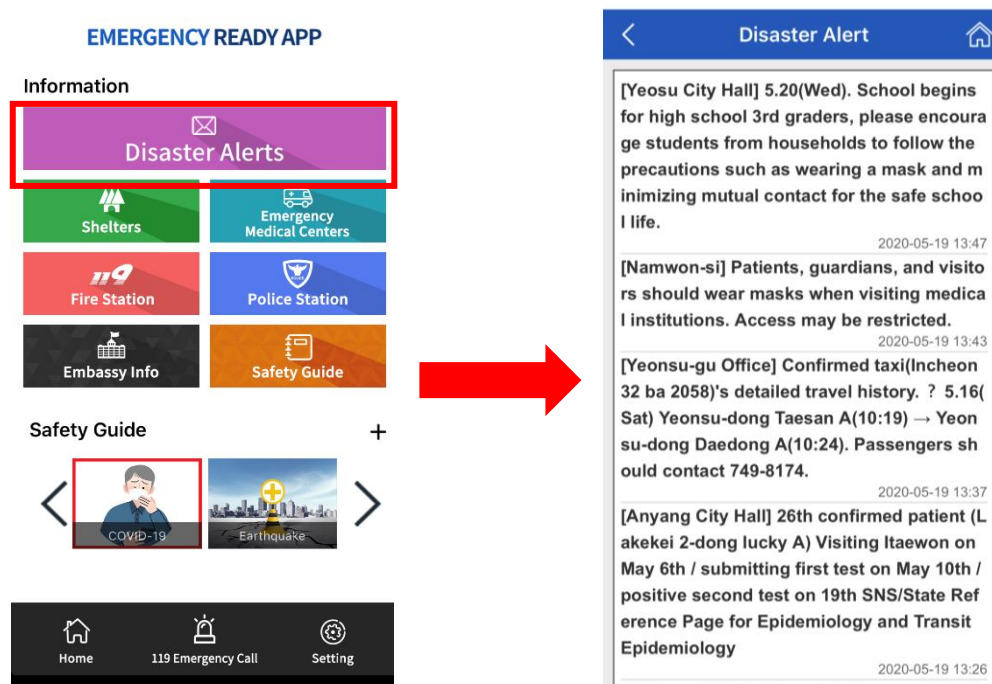 EMERGENCY READY APP
Information
Disaster Alerts
Shelters
Emergency
Medical Centers
119
Fire Station
Police Station
Embassy Info
Safety Guide
Safety Guide
+
COVID-19
Earthquake
Home
119 Emergency Call
Setting
Disaster Alert
[Yeosu City Hall] 5.20(Wed). School begins
for high school 3rd graders, please encoura
ge students from households to follow the
precautions such as wearing a mask and m
inimizing mutual contact for the safe schoo
l life.
2020-05-19 13:47
[Namwon-si] Patients, guardians, and visito
rs should wear masks when visiting medica
l institutions. Access may be restricted.
2020-05-19 13:43
[Yeonsu-gu Office] Confirmed taxi(Incheon
32 ba 2058)'s detailed travel history. ? 5.16(
Sat) Yeonsu-dong Taesan A(10:19) → Yeon
su-dong Daedong A(10:24). Passengers sh
ould contact 749-8174.
2020-05-19 13:37
[Anyang City Hall] 26th confirmed patient (L
akekei 2-dong lucky A) Visiting Itaewon on
May 6th / submitting first test on May 10th /
positive second test on 19th SNS/State Ref
erence Page for Epidemiology and Transit
Epidemiology
2020-05-19 13:26